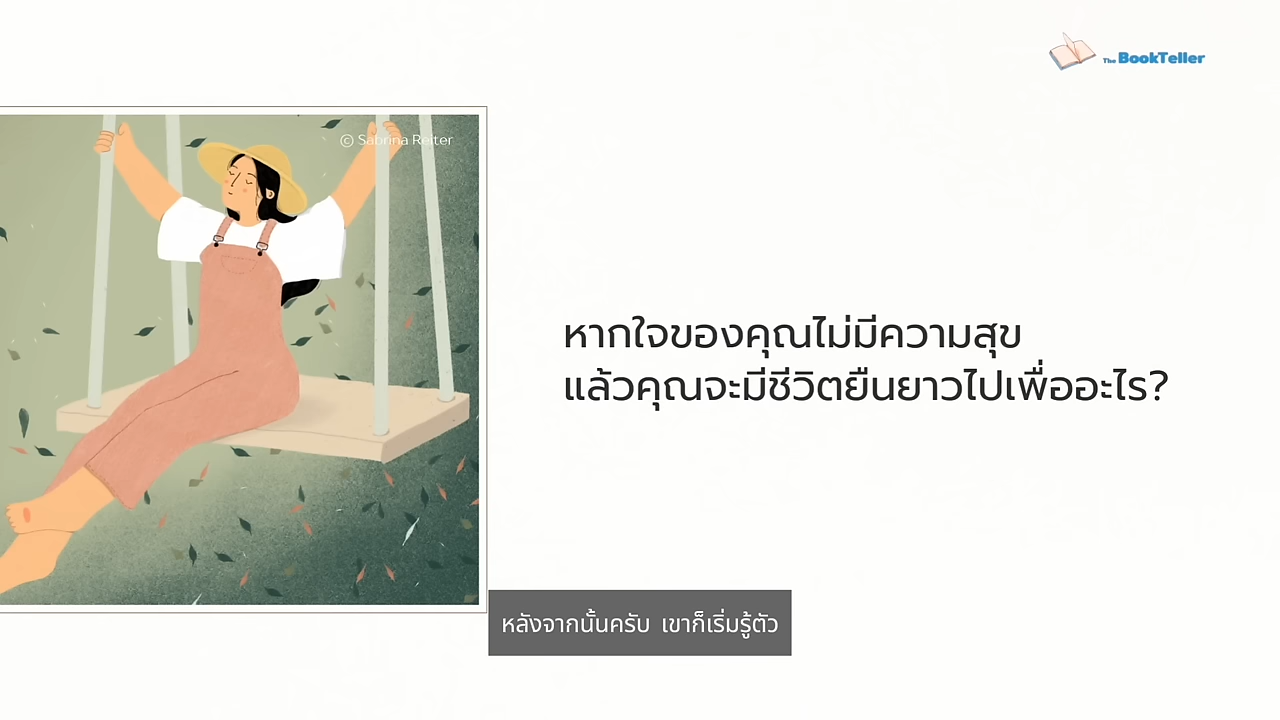 The BookTeller
© Sabrina Reiter
หากใจของคุณไม่มีความสุข
แล้วคุณจะมีชีวิตยืนยาวไปเพื่ออะไร?
หลังจากนั้นครับ เขาก็เริ่มรู้ตัว